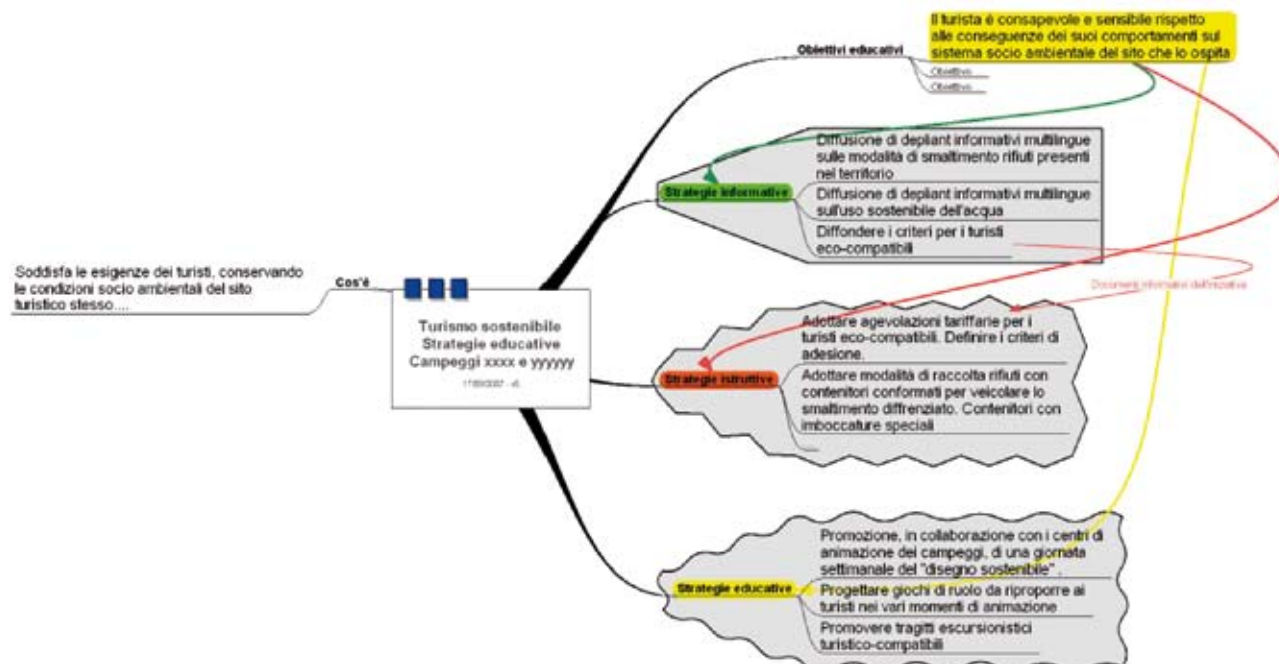 Il turista è consapevole e sensibile rispetto
alle conseguenze dei suoi comportamenti sul
sistema socio ambientale del sito che lo ospita
Obiettivi educativi
Obiettivo
Obiettivo
Diffusione di depliant informativi multilingue
sulle modalità di smaltimento rifiuti presenti
nel territorio
Strategie informative
Diffusione di depliant informativi multilingue
sull'uso sostenibile dell'acqua
Diffondere i criteri per i turisti
eco-compatibili
Documenti informativi dell'iniziativa
Soddisfa le esigenze dei turisti, conservando
le condizioni socio ambientali del sito
turistico stesso....
Cos'è
Turismo sostenibile
Strategie educative
Campeggi xxxx e yyyyyy
Adottare agevolazioni tariffarie per i
turisti eco-compatibili. Definire i criteri di
adesione.
Strategie istruttive
Adottare modalità di raccolta rifiuti con
contenitori conformati per veicolare lo
smaltimento diffrenziato. Contenitori con
imboccature speciali
Promozione, in collaborazione con i centri di
animazione dei campeggi, di una giornata
settimanale del "disegno sostenibile" .
Strategie educative
Progettare giochi di ruolo da riproporre ai
turisti nei vari momenti di animazione
Promovere tragitti escursionistici
turistico-compatibili